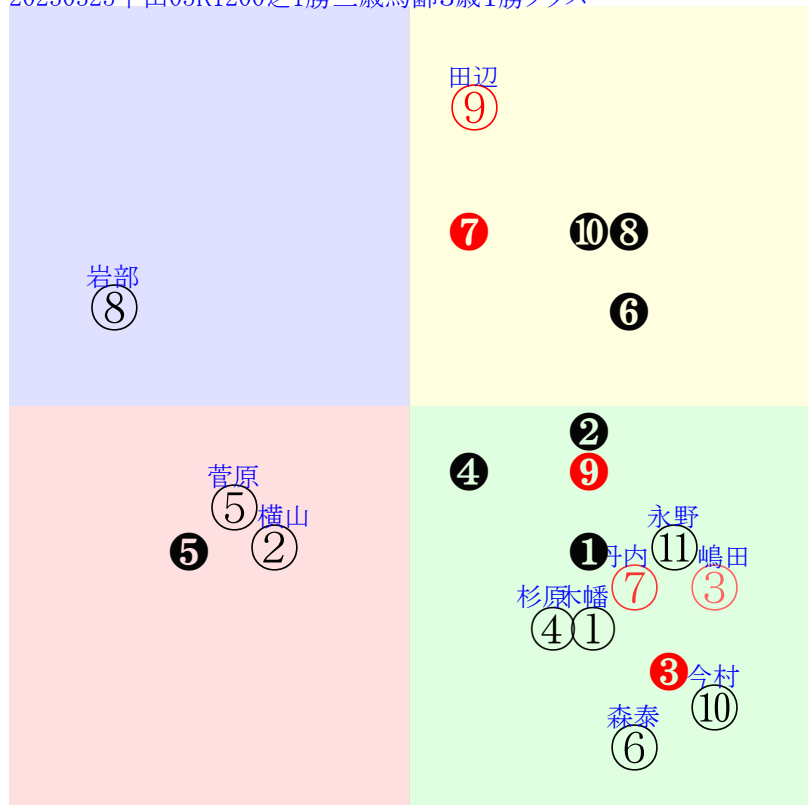 田辺
⑨
❼ ❿ ❽
岩部
⑧
❻
❷
❹ ❾
菅原
⑤
横山
②
❺
永野
⑪
❶
丹内
⑦
嶋田
③
杉原
④
木幡
①
❸
今村
⑩
森泰
⑥